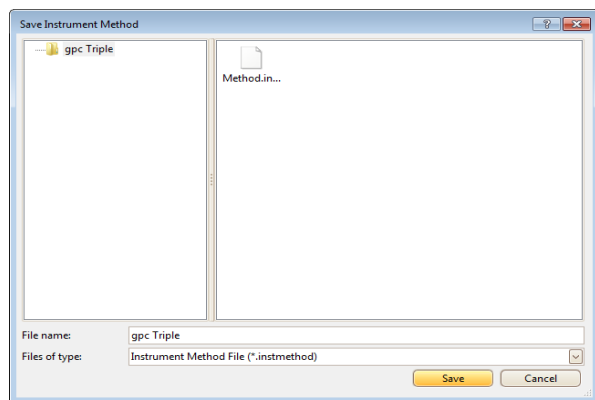 Save Instrument Method
gpc Triple
Method.in...
File name: gpc Triple
Files of type: Instrument Method File (*.instmethod)
Save Cancel